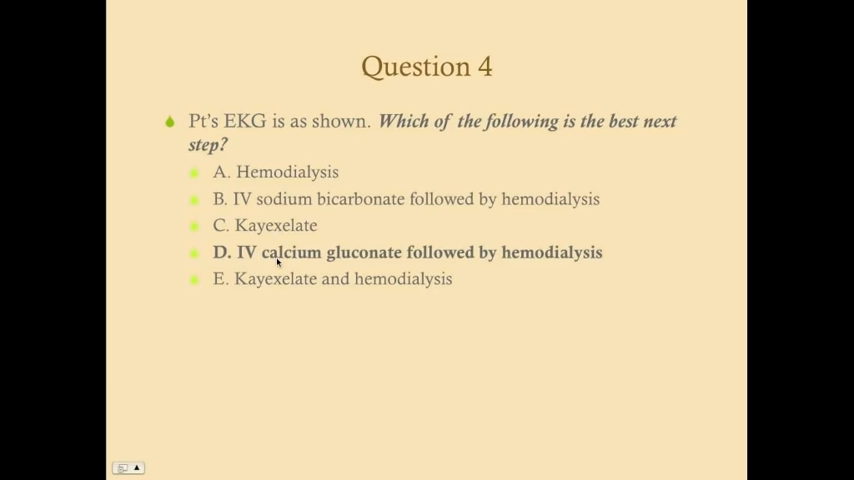 Question 4
Pt's EKG is as shown. Which of the following is the best next
step?
A. Hemodialysis
B. IV sodium bicarbonate followed by hemodialysis
C. Kayexelate
D. IV calcium gluconate followed by hemodialysis
E. Kayexelate and hemodialysis